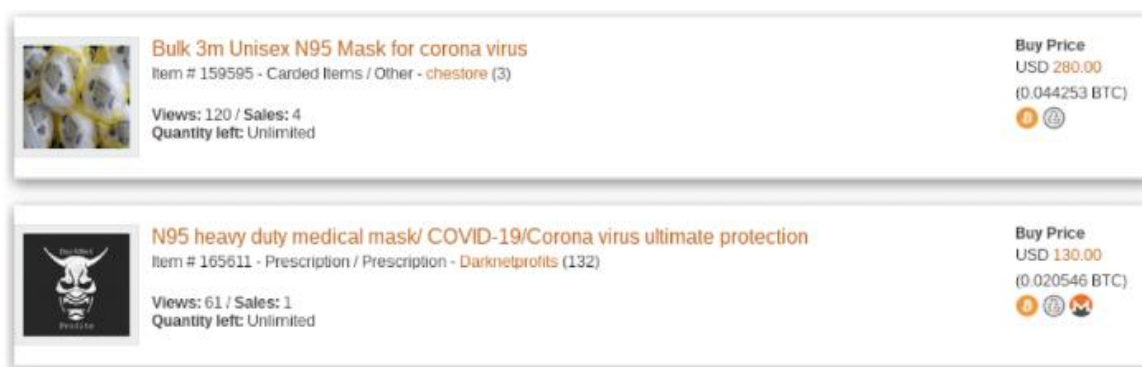 Bulk 3m Unisex N95 Mask for corona virus
Item # 159595 - Carded Items / Other - chestore (3)
Views: 120 / Sales: 4
Quantity left: Unlimited
Buy Price
USD 280.00
(0.044253 BTC)
DarkNet
Profits
N95 heavy duty medical mask/ COVID-19/Corona virus ultimate protection
Item # 165611 - Prescription / Prescription - Darknetprofits (132)
Views: 61 / Sales: 1
Quantity left: Unlimited
Buy Price
USD 130.00
(0.020546 BTC)